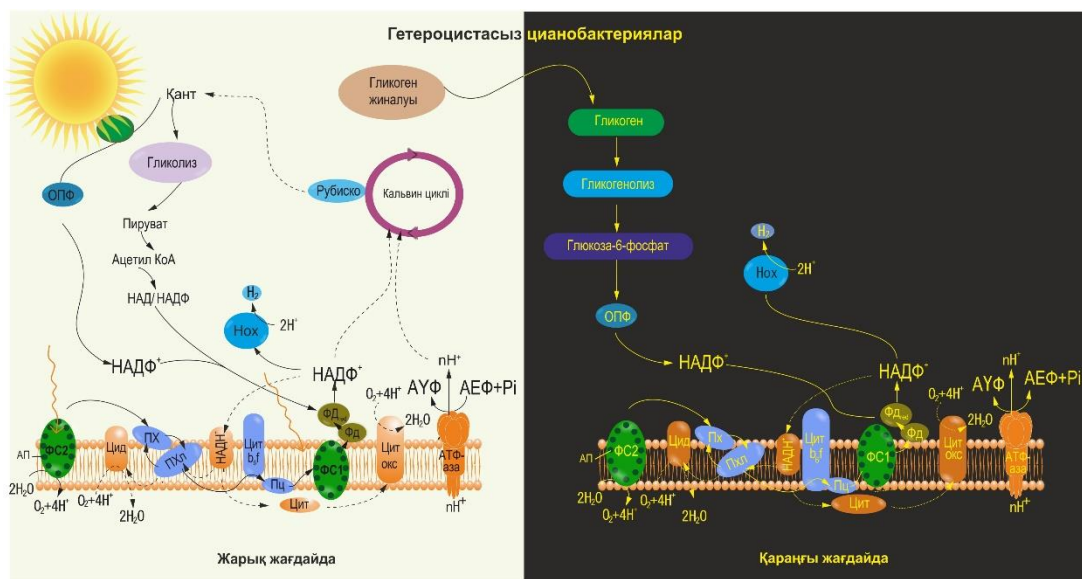 Гетероцистасыз цианобактериялар
Қант
Гликоген
жиналуы
Гликолиз
ОПФ
Рубиско
Кальвин циклі
Пируват
Ацетил КоА
НАД/ НАДФ
H₂
Нох
2H⁺
НАДФ⁺
НАДФ⁺
nH⁺
O₂+4H⁺
АҮФ
АЕФ+Pi
2H₂O
ФД
ФС2
ПХ
Цид
ПХл
НАДН
Цит
b₆f
ФС1
Цит
окс
АТФ-
аза
АП
Пц
Цит
2H₂O
O₂+4H⁺
O₂+4H⁺
2H₂O
nH⁺
Жарық жағдайда
Гликоген
Гликогенолиз
Глюкоза-6-фосфат
ОПФ
H₂
Нох
2H⁺
НАДФ⁺
НАДФ⁺
nH⁺
O₂+4H⁺
АҮФ
АЕФ+Pi
2H₂O
ФД
ФД
ФС2
Пх
Цид
Пхл
НАДН
Цит
b₆f
ФС1
Цит
окс
АТФ-
аза
АП
Пц
Цит
2H₂O
O₂+4H⁺
O₂+4H⁺
2H₂O
nH⁺
Қараңғы жағдайда